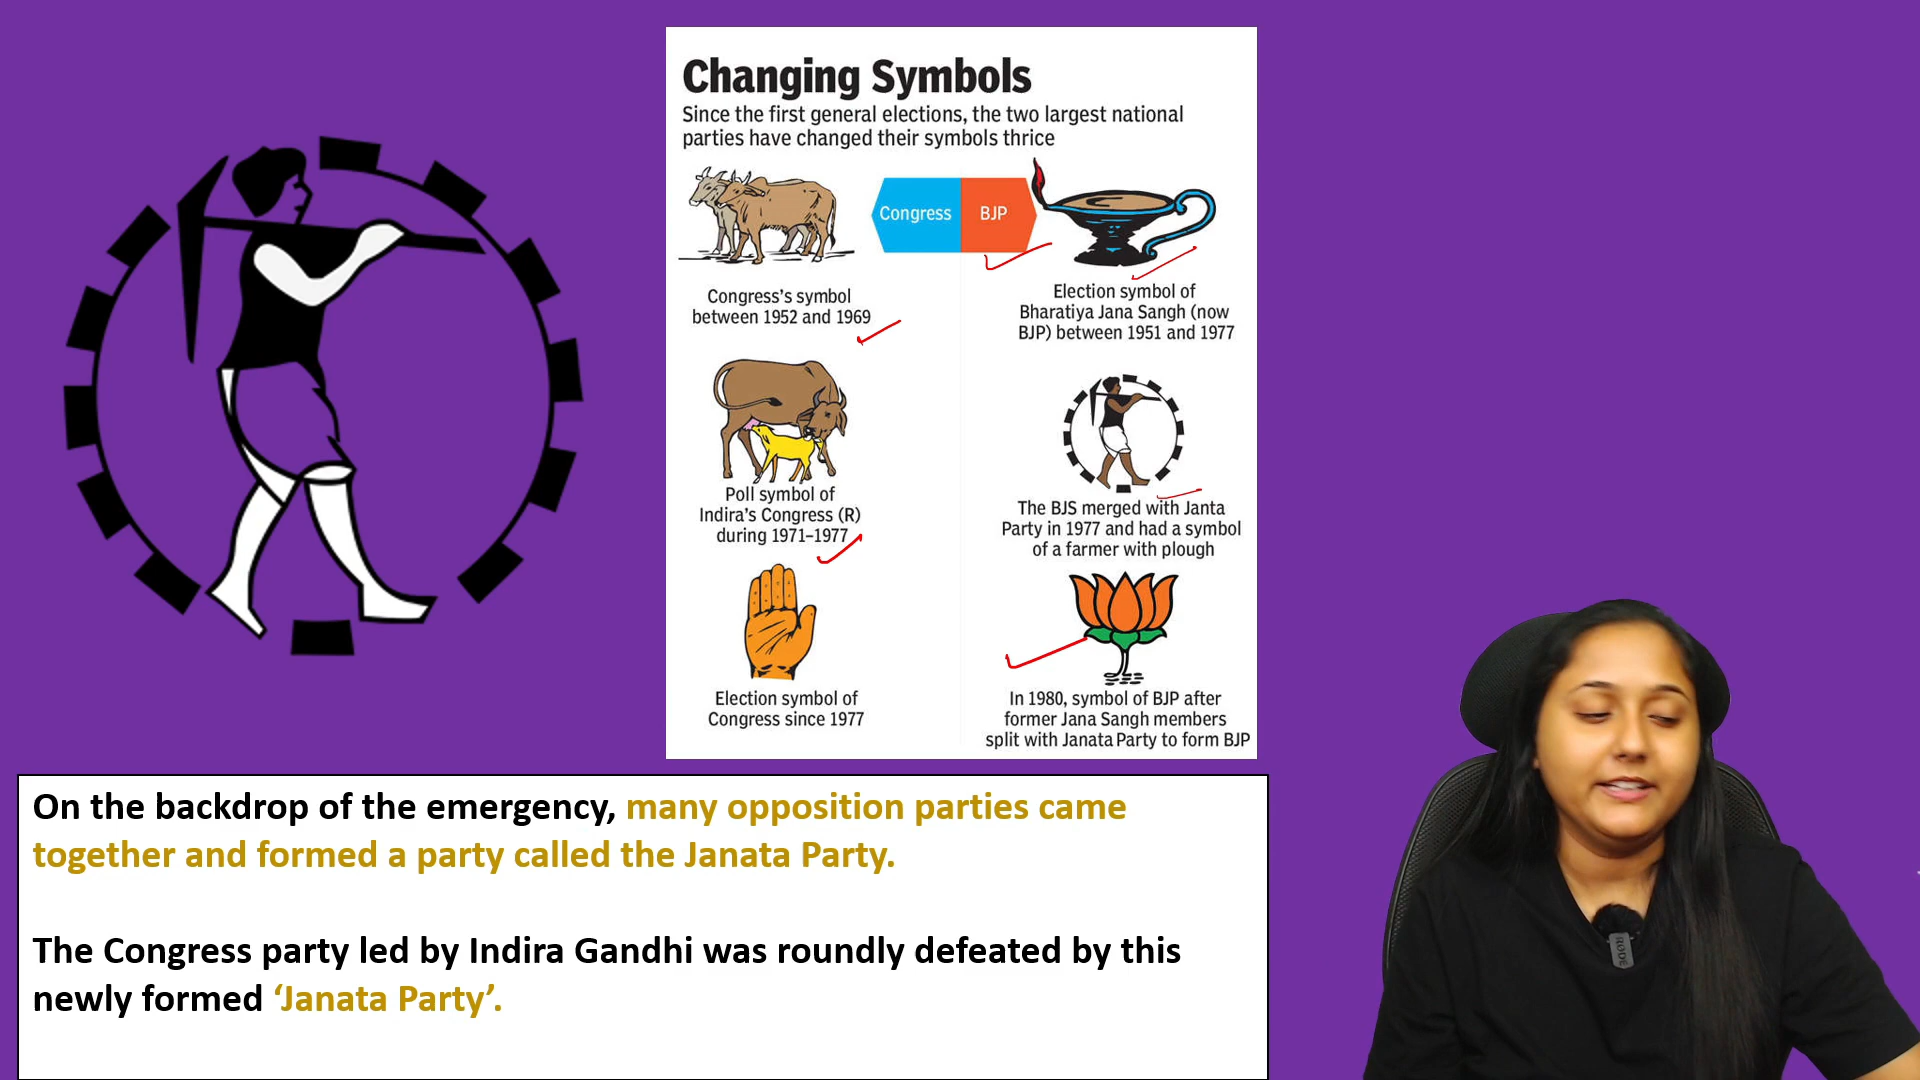 Changing Symbols
Since the first general elections, the two largest national
parties have changed their symbols thrice
Congress
BJP
Congress’s symbol
between 1952 and 1969
Election symbol of
Bharatiya Jana Sangh (now
BJP) between 1951 and 1977
Poll symbol of
Indira’s Congress (R)
during 1971–1977
The BJS merged with Janta
Party in 1977 and had a symbol
of a farmer with plough
Election symbol of
Congress since 1977
In 1980, symbol of BJP after
former Jana Sangh members
split with Janata Party to form BJP
On the backdrop of the emergency, many opposition parties came
together and formed a party called the Janata Party.
The Congress party led by Indira Gandhi was roundly defeated by this
newly formed ‘Janata Party’.